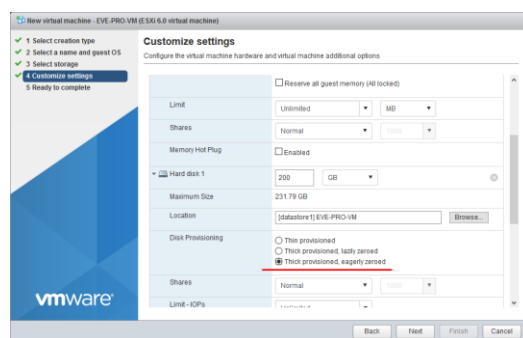 New virtual machine - EVE-PRO-VM (ESXi 6.0 virtual machine)
1 Select creation type
2 Select a name and guest OS
3 Select storage
4 Customize settings
5 Ready to complete
Customize settings
Configure the virtual machine hardware and virtual machine additional options
Reserve all guest memory (All locked)
Limit
Unlimited
MB
Shares
Normal
1000
Memory Hot Plug
Enabled
Hard disk 1
200
GB
Maximum Size
231.79 GB
Location
[datastore1] EVE-PRO-VM
Browse...
Disk Provisioning
Thin provisioned
Thick provisioned, lazily zeroed
Thick provisioned, eagerly zeroed
Shares
Normal
1000
Limit - IOPs
Unlimited
vmware
Back
Next
Finish
Cancel